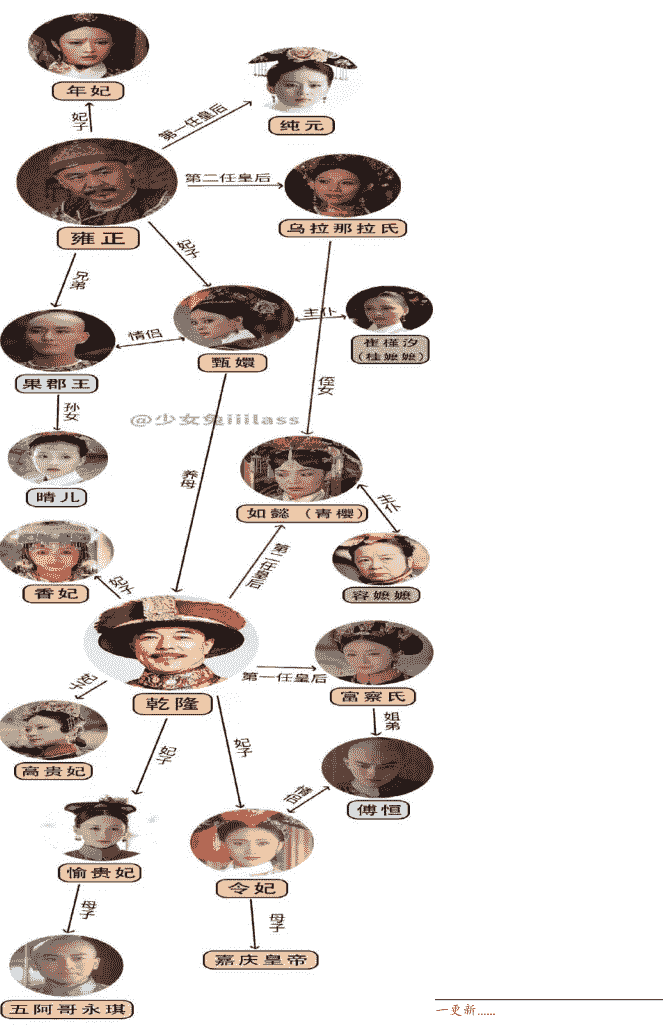 年妃
妃子
第一任皇后
纯元
第二任皇后
乌拉那拉氏
雍正
妃子
兄弟
情侣
主仆
崔槿汐
(桂嬷嬷)
甄嬛
果郡王
孙女
侄女
@少女兔iiilass
晴儿
养母
如懿(青樱)
主仆
第二任皇后
香妃
妃子
容嬷嬷
乾隆
第一任皇后
富察氏
妃子
姐弟
高贵妃
妃子
妃子
情侣
傅恒
愉贵妃
令妃
母子
母子
嘉庆皇帝
五阿哥永琪
一更新......